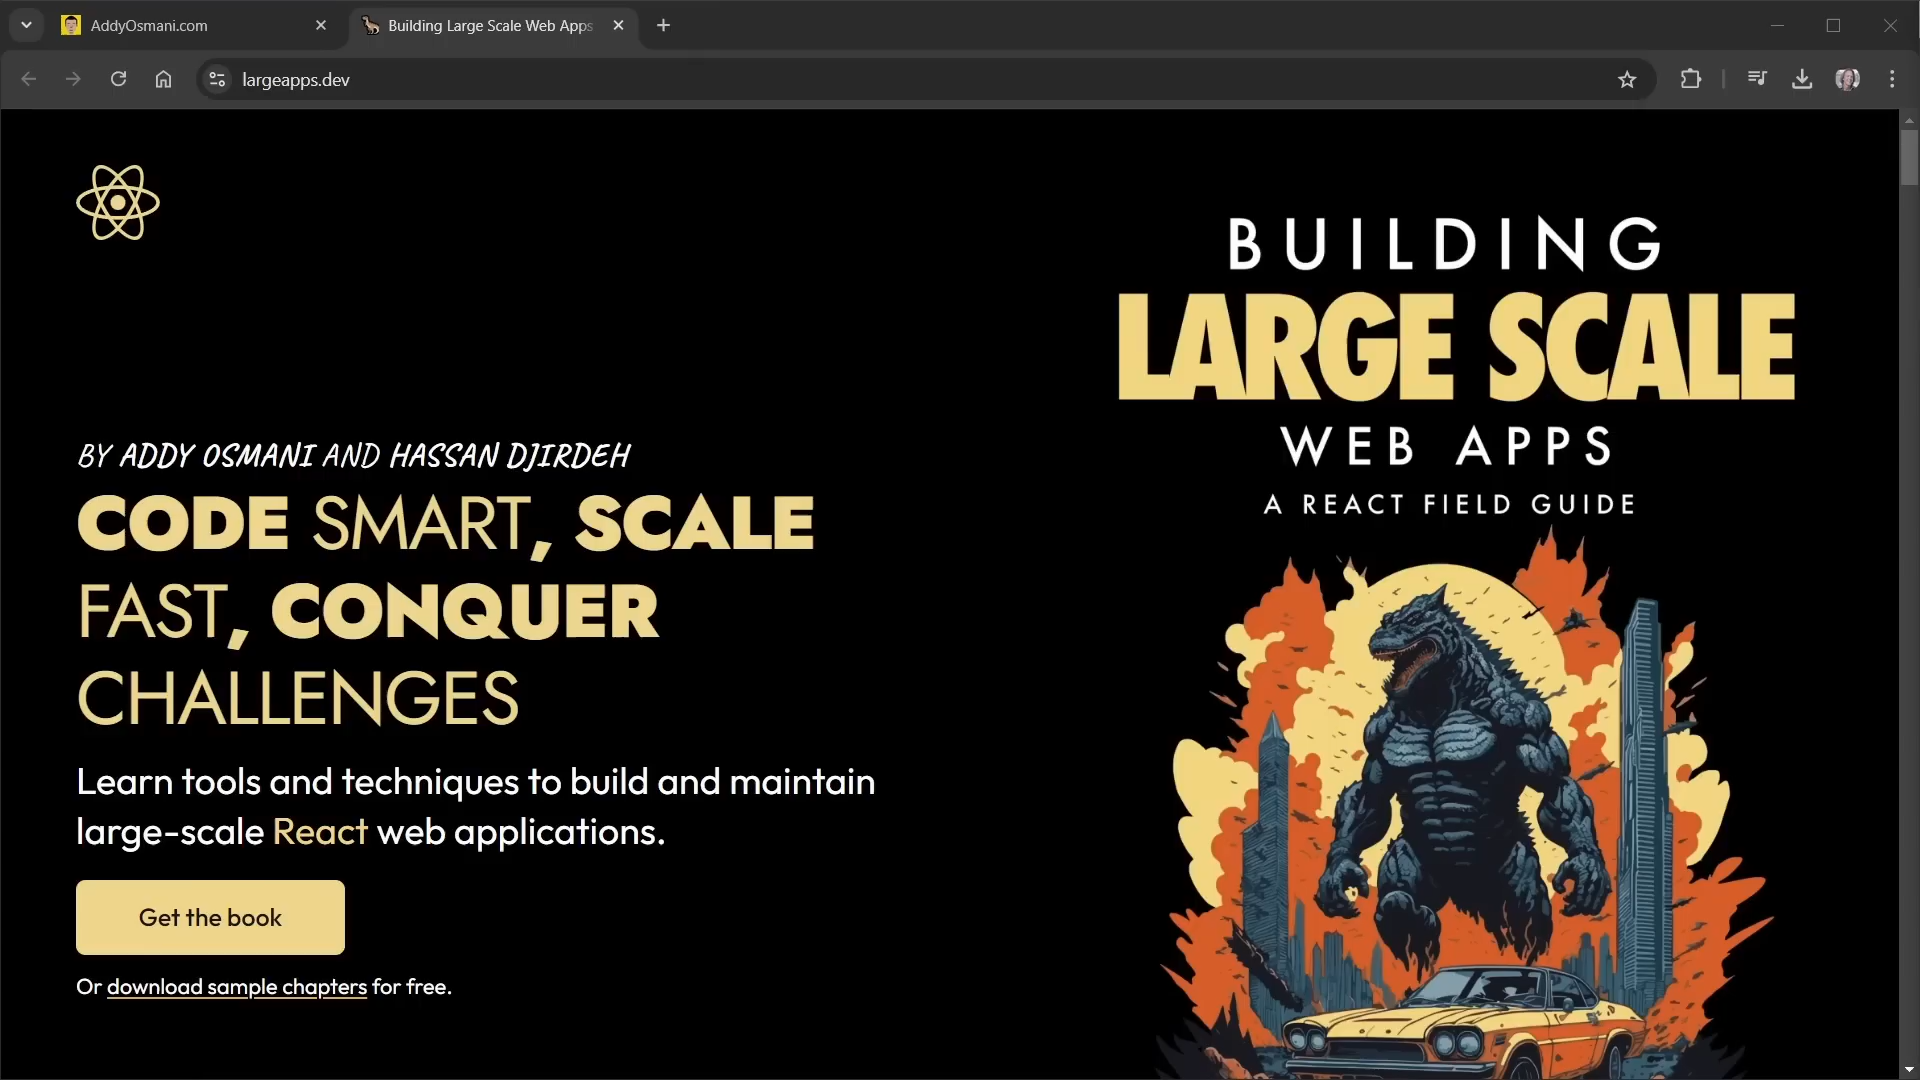 AddyOsmani.com
Building Large Scale Web Apps
largeapps.dev
BUILDING
LARGE SCALE
WEB APPS
A REACT FIELD GUIDE
BY ADDY OSMANI AND HASSAN DJIRDEH
CODE SMART, SCALE
FAST, CONQUER
CHALLENGES
Learn tools and techniques to build and maintain
large-scale React web applications.
Get the book
Or download sample chapters for free.